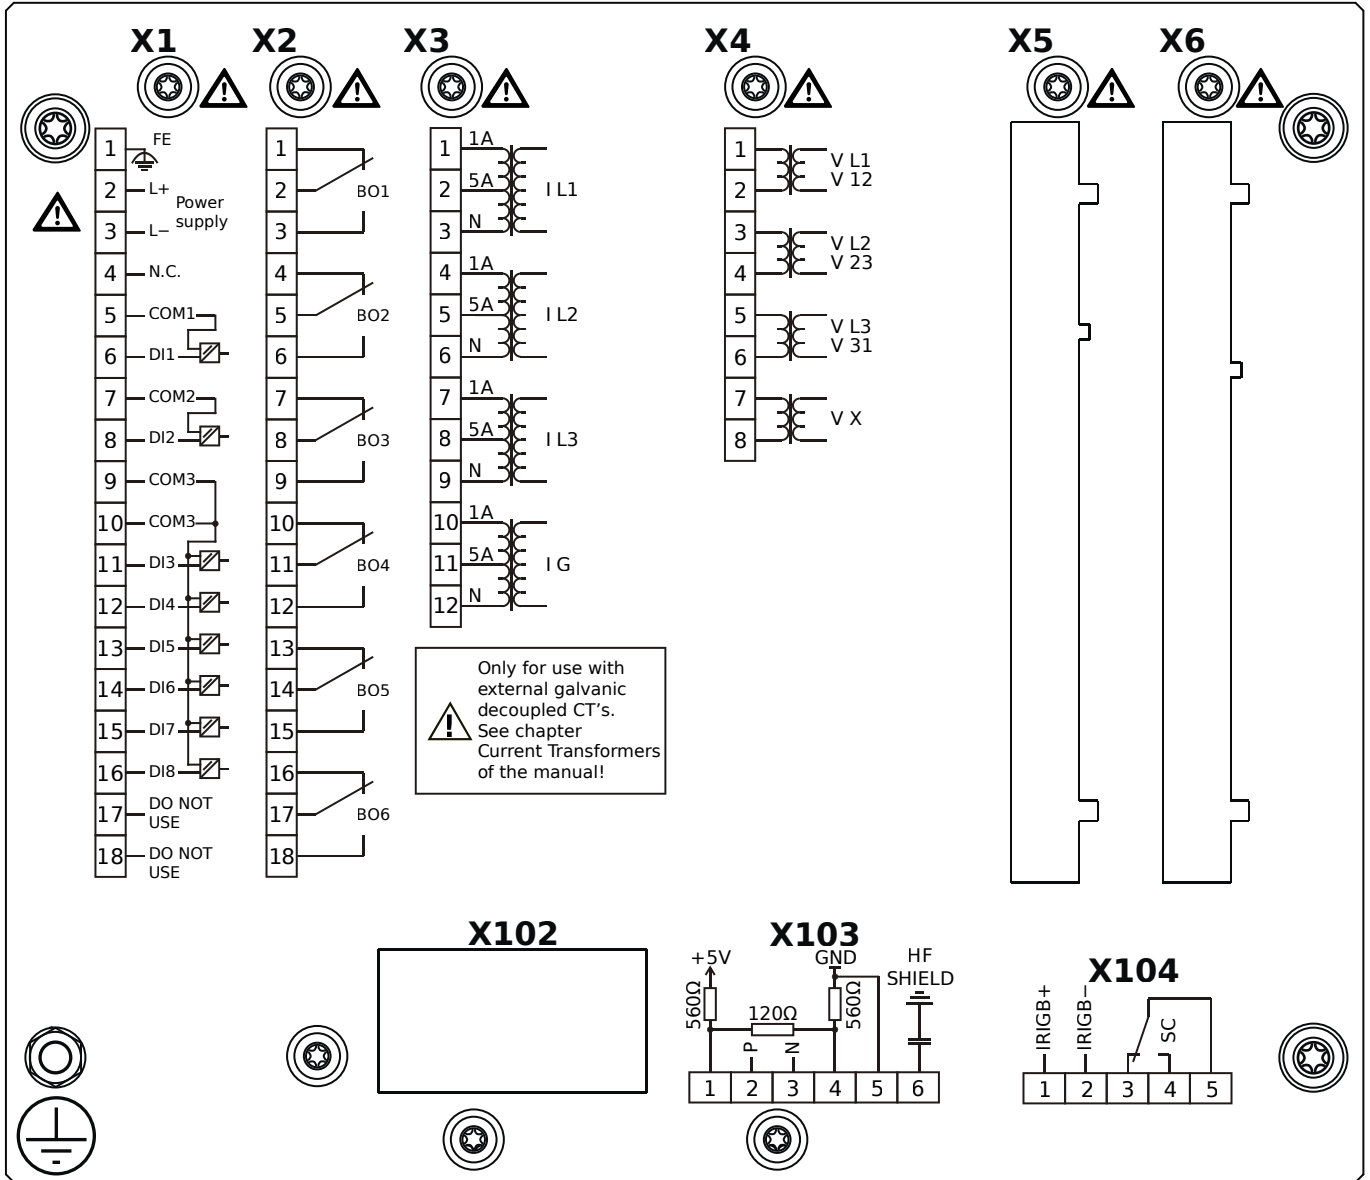 X1
X2
X3
X4
X5
X6
1
FE
2
L+
Power
supply
3
L−
4
N.C.
5
COM1
6
DI1
7
COM2
8
DI2
9
COM3
10
COM3
11
DI3
12
DI4
13
DI5
14
DI6
15
DI7
16
DI8
17
DO NOT
USE
18
DO NOT
USE
1
2
BO1
3
4
5
BO2
6
7
8
BO3
9
10
11
BO4
12
13
14
BO5
15
16
17
BO6
18
1
1A
2
5A
I L1
3
N
4
1A
5
5A
I L2
6
N
7
1A
8
5A
I L3
9
N
10
1A
11
5A
I G
12
N
Only for use with
external galvanic
decoupled CT's.
See chapter
Current Transformers
of the manual!
1
2
V L1
V 12
3
4
V L2
V 23
5
6
V L3
V 31
7
8
V X
X102
X103
+5V
GND
HF
SHIELD
560Ω
120Ω
560Ω
P
N
1
2
3
4
5
6
X104
IRIGB+
IRIGB−
SC
1
2
3
4
5